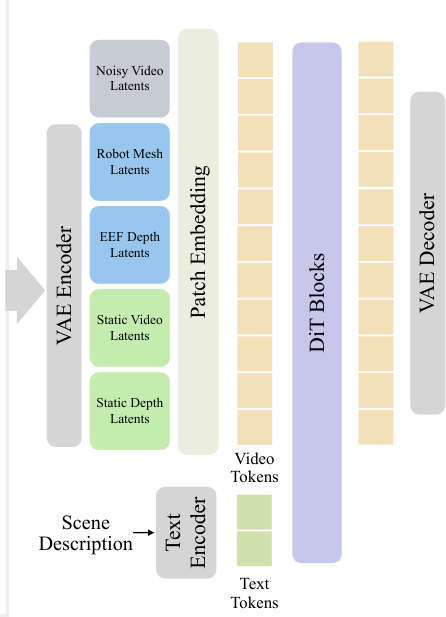 VAE Encoder
Noisy Video
Latents
Robot Mesh
Latents
EEF Depth
Latents
Static Video
Latents
Static Depth
Latents
Patch Embedding
Video
Tokens
DiT Blocks
VAE Decoder
Scene
Description
Text
Encoder
Text
Tokens